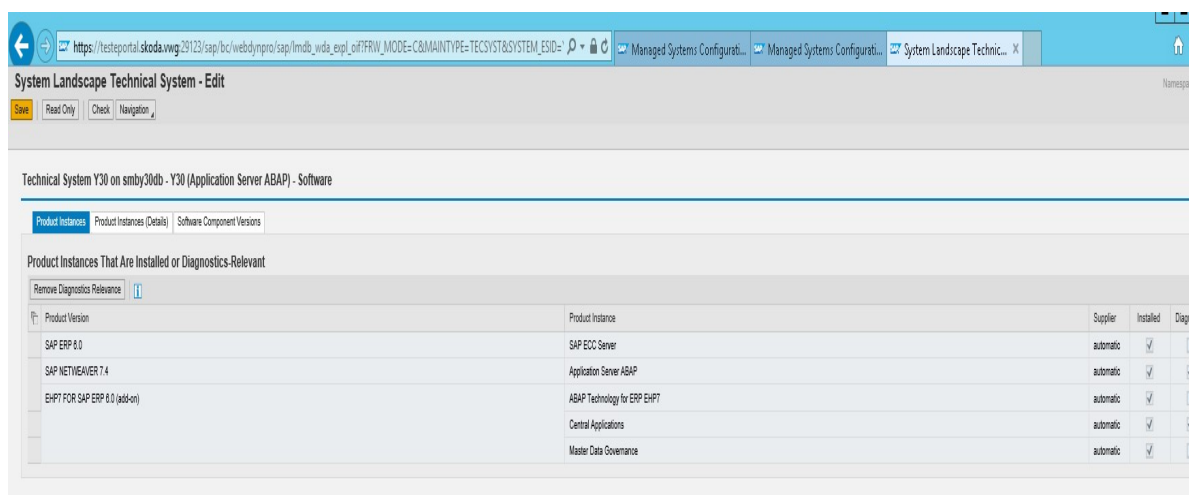 https://testeportal.skoda.vwg:29123/sap/bc/webdynpro/sap/lmdb_wda_expl_oif?FRW_MODE=C&MAINTYPE=TECSYST&SYSTEM_ESID=' Managed Systems Configurati... Managed Systems Configurati... System Landscape Technic... X
System Landscape Technical System - Edit
Namespa
Save Read Only Check Navigation
Technical System Y30 on smby30db - Y30 (Application Server ABAP) - Software
Product Instances Product Instances (Details) Software Component Versions
Product Instances That Are Installed or Diagnostics-Relevant
Remove Diagnostics Relevance i
Product Version Product Instance Supplier Installed Diagn
SAP ERP 6.0 SAP ECC Server automatic
SAP NETWEAVER 7.4 Application Server ABAP automatic
EHP7 FOR SAP ERP 6.0 (add-on) ABAP Technology for ERP EHP7 automatic
Central Applications automatic
Master Data Governance automatic